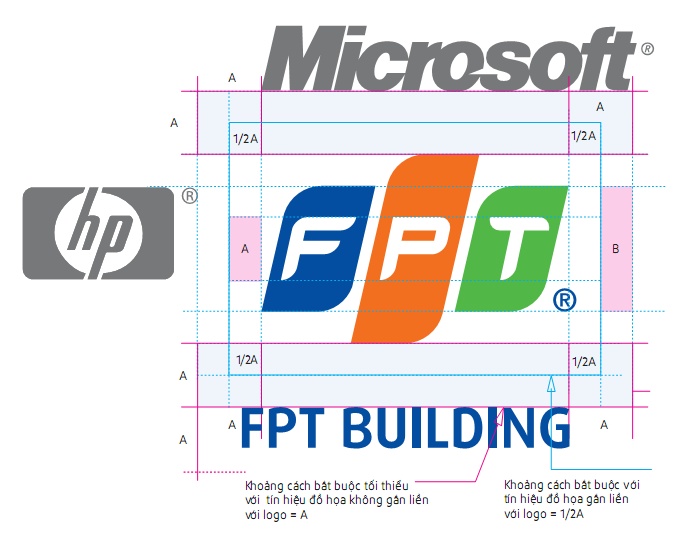 Microsoft®
A
A
A
1/2A
1/2A
hp®
A
FPT®
B
1/2A
1/2A
A
A
A
A
FPT BUILDING
Khoảng cách bắt buộc tối thiểu
với tín hiệu đồ họa không gắn liền
với logo = A
Khoảng cách bắt buộc với
tín hiệu đồ họa gắn liền
với logo = 1/2A